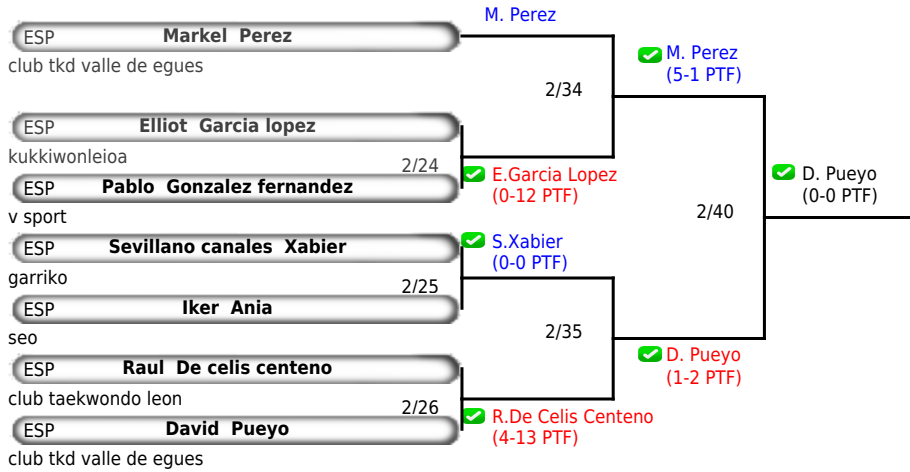 M. Perez
ESP Markel Perez
club tkd valle de egues
M. Perez
(5-1 PTF)
2/34
ESP Elliot Garcia lopez
kukkiwonleioa
2/24
E.Garcia Lopez
(0-12 PTF)
ESP Pablo Gonzalez fernandez
v sport
D. Pueyo
(0-0 PTF)
2/40
ESP Sevillano canales Xabier
garriko
S.Xabier
(0-0 PTF)
2/25
ESP Iker Ania
seo
2/35
ESP Raul De celis centeno
club taekwondo leon
D. Pueyo
(1-2 PTF)
2/26
R.De Celis Centeno
(4-13 PTF)
ESP David Pueyo
club tkd valle de egues